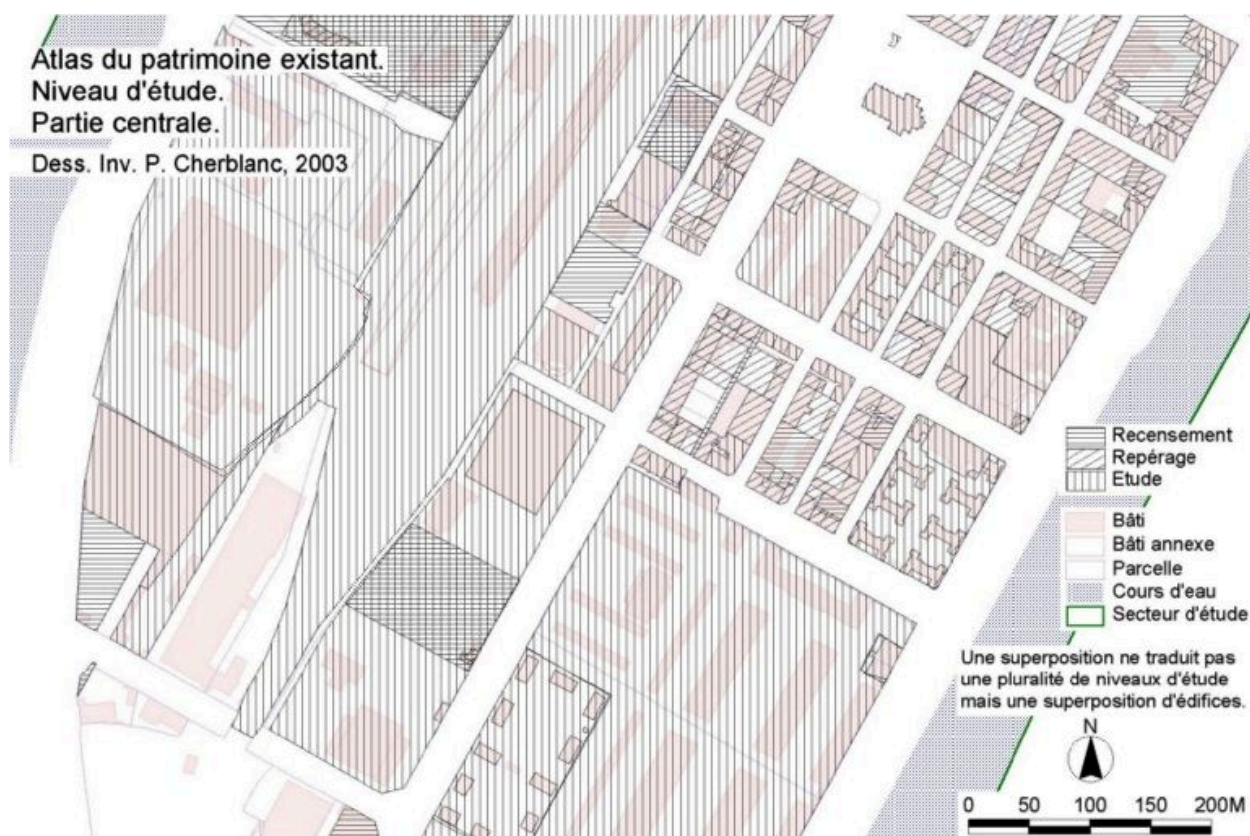 Atlas du patrimoine existant.
Niveau d'étude.
Partie centrale.
Dess. Inv. P. Cherblanc, 2003
Recensement
Repérage
Etude
Bâti
Bâti annexe
Parcelle
Cours d'eau
Secteur d'étude
Une superposition ne traduit pas
une pluralité de niveaux d'étude
mais une superposition d'édifices.
N
0 50 100 150 200M